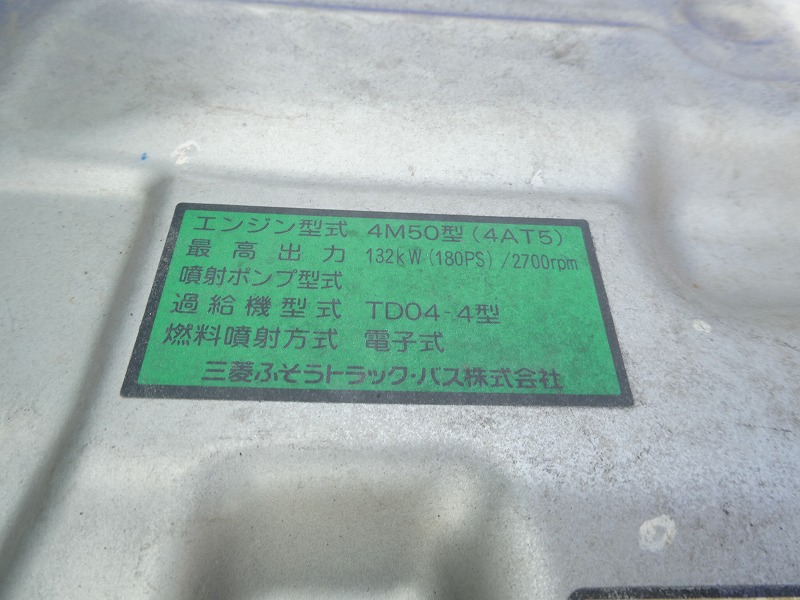 エンジン型式 4M50型(4AT5)
最高出力 132kW(180PS)/2700rpm
噴射ポンプ型式
過給機型式 TD04-4型
燃料噴射方式 電子式
三菱ふそうトラック・バス株式会社